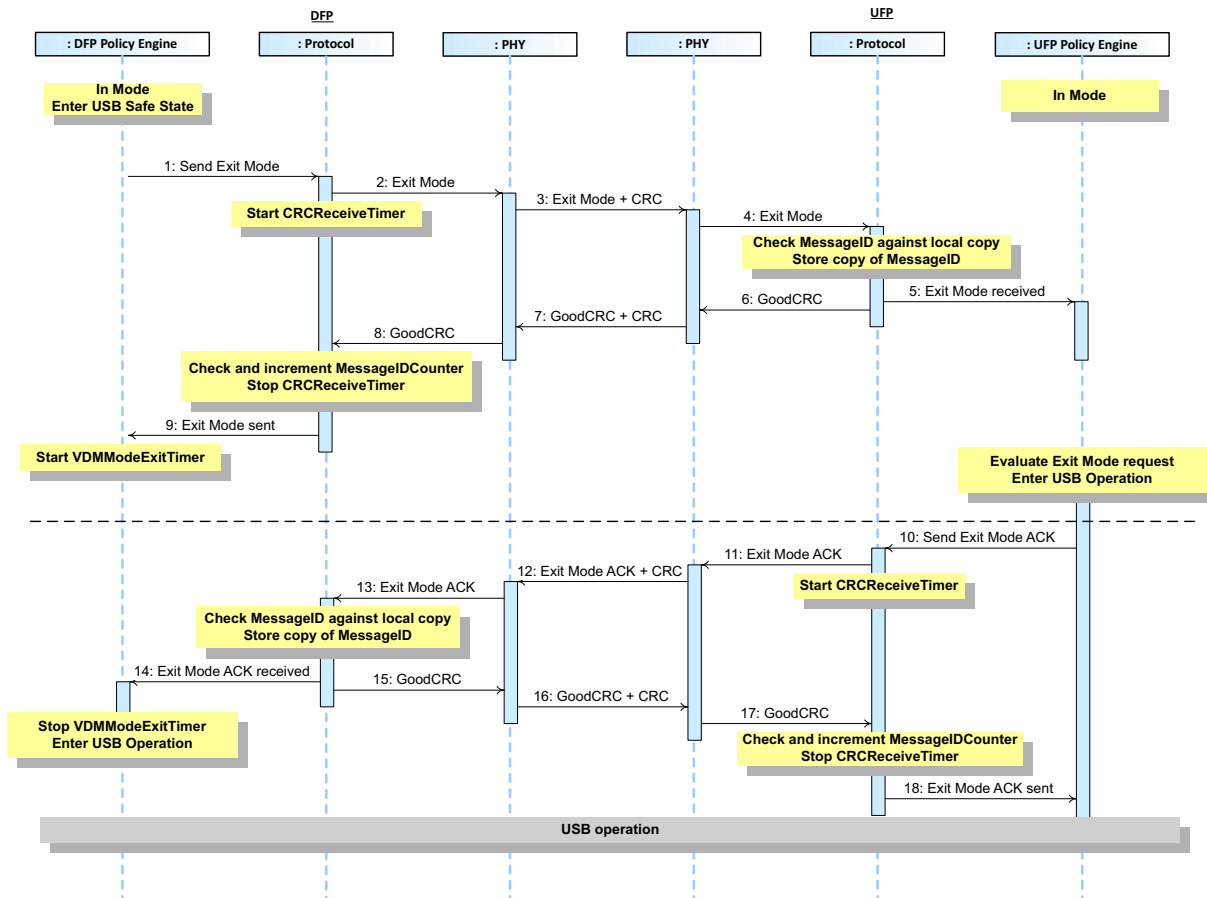 DFP
UFP
: DFP Policy Engine
: Protocol
: PHY
: PHY
: Protocol
: UFP Policy Engine
In Mode
Enter USB Safe State
In Mode
1: Send Exit Mode
2: Exit Mode
Start CRCReceiveTimer
3: Exit Mode + CRC
4: Exit Mode
Check MessageID against local copy
Store copy of MessageID
5: Exit Mode received
6: GoodCRC
7: GoodCRC + CRC
8: GoodCRC
Check and increment MessageIDCounter
Stop CRCReceiveTimer
9: Exit Mode sent
Start VDMModeExitTimer
Evaluate Exit Mode request
Enter USB Operation
10: Send Exit Mode ACK
11: Exit Mode ACK
Start CRCReceiveTimer
12: Exit Mode ACK + CRC
13: Exit Mode ACK
Check MessageID against local copy
Store copy of MessageID
14: Exit Mode ACK received
15: GoodCRC
16: GoodCRC + CRC
17: GoodCRC
Stop VDMModeExitTimer
Enter USB Operation
Check and increment MessageIDCounter
Stop CRCReceiveTimer
18: Exit Mode ACK sent
USB operation